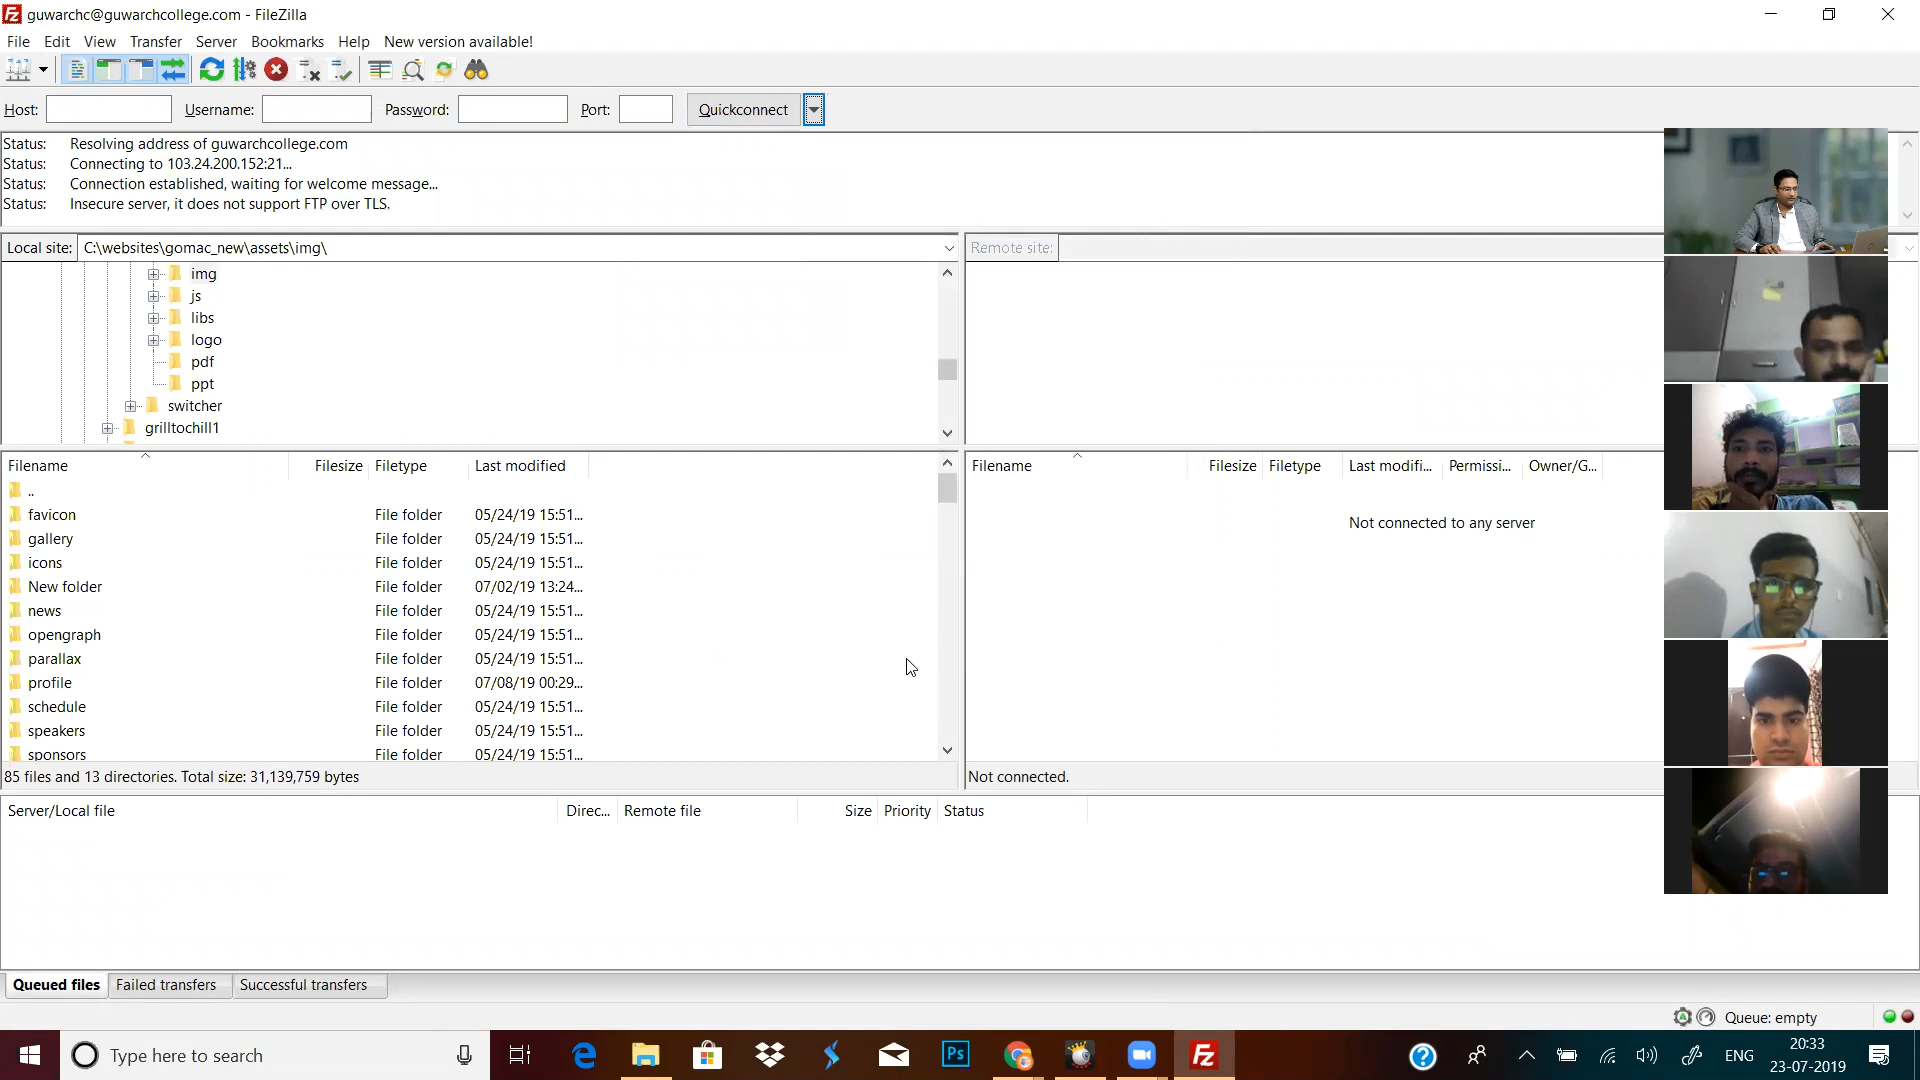 guwarchc@guwarchcollege.com - FileZilla
File Edit View Transfer Server Bookmarks Help New version available!
Host: Username: Password: Port: Quickconnect
Status: Resolving address of guwarchcollege.com
Status: Connecting to 103.24.200.152:21...
Status: Connection established, waiting for welcome message...
Status: Insecure server, it does not support FTP over TLS.
Local site: C:\websites\gomac_new\assets\img\
Remote site:
img
js
libs
logo
pdf
ppt
switcher
grilltochill1
Filename Filesize Filetype Last modified
..
favicon File folder 05/24/19 15:51...
gallery File folder 05/24/19 15:51...
icons File folder 05/24/19 15:51...
New folder File folder 07/02/19 13:24...
news File folder 05/24/19 15:51...
opengraph File folder 05/24/19 15:51...
parallax File folder 05/24/19 15:51...
profile File folder 07/08/19 00:29...
schedule File folder 05/24/19 15:51...
speakers File folder 05/24/19 15:51...
sponsors File folder 05/24/19 15:51...
85 files and 13 directories. Total size: 31,139,759 bytes
Filename Filesize Filetype Last modifi... Permissi... Owner/G...
Not connected to any server
Not connected.
Server/Local file Direc... Remote file Size Priority Status
Queued files Failed transfers Successful transfers
Queue: empty
Type here to search
Ps
Fz
ENG
20:33
23-07-2019